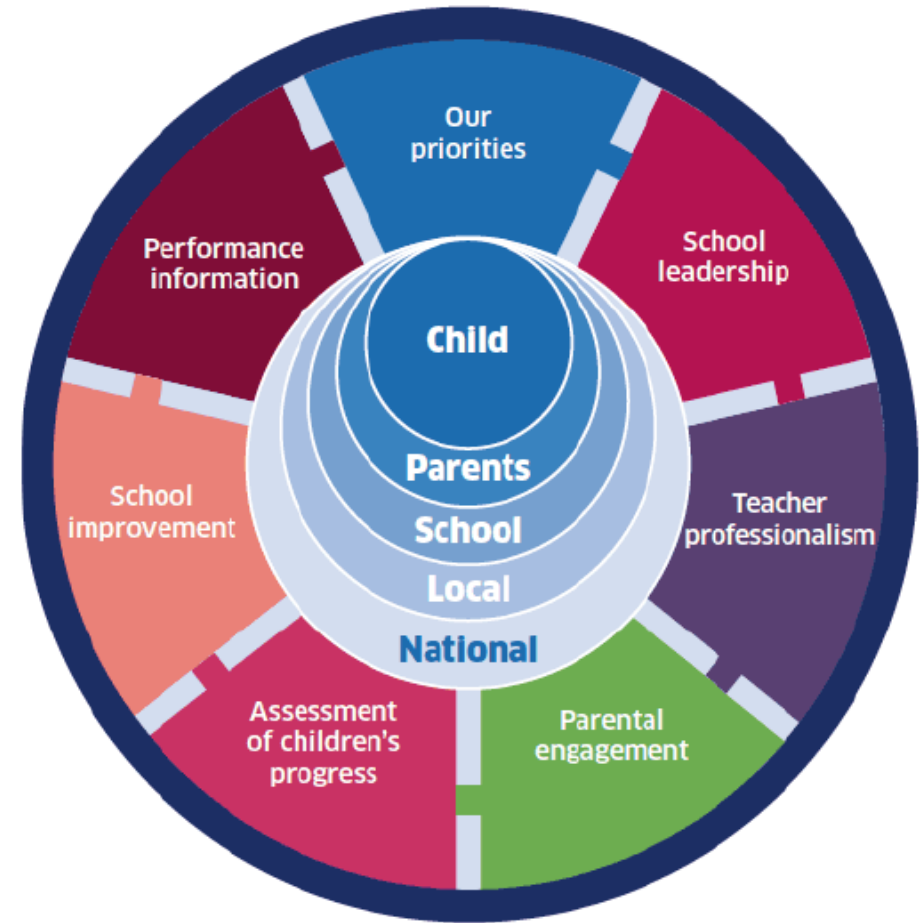 Our
priorities
School
leadership
Teacher
professionalism
Parental
engagement
Assessment
of children's
progress
School
improvement
Performance
information
Child
Parents
School
Local
National